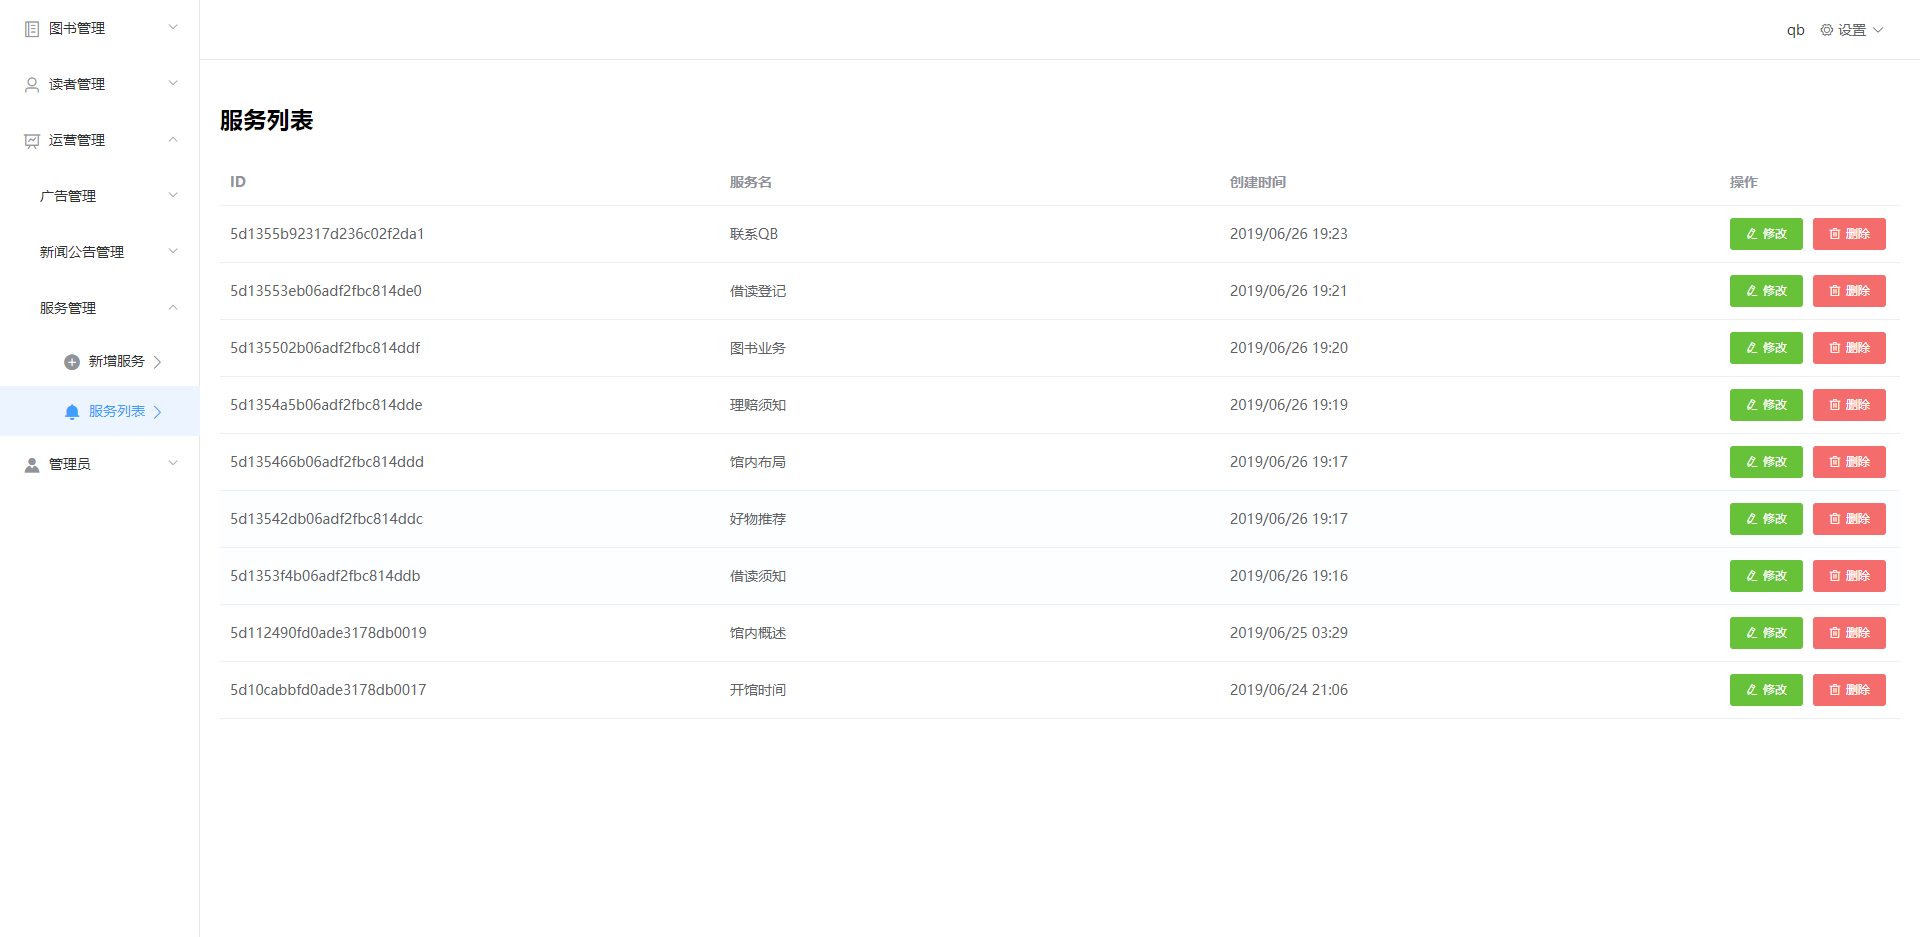 图书管理
读者管理
运营管理
广告管理
新闻公告管理
服务管理
新增服务
服务列表
管理员
qb 设置
服务列表
ID 服务名 创建时间 操作
5d1355b92317d236c02f2da1 联系QB 2019/06/26 19:23 修改 删除
5d13553eb06adf2fbc814de0 借读登记 2019/06/26 19:21 修改 删除
5d135502b06adf2fbc814ddf 图书业务 2019/06/26 19:20 修改 删除
5d1354a5b06adf2fbc814dde 理赔须知 2019/06/26 19:19 修改 删除
5d135466b06adf2fbc814ddd 馆内布局 2019/06/26 19:17 修改 删除
5d13542db06adf2fbc814ddc 好物推荐 2019/06/26 19:17 修改 删除
5d1353f4b06adf2fbc814ddb 借读须知 2019/06/26 19:16 修改 删除
5d112490fd0ade3178db0019 馆内概述 2019/06/25 03:29 修改 删除
5d10cabbfd0ade3178db0017 开馆时间 2019/06/24 21:06 修改 删除